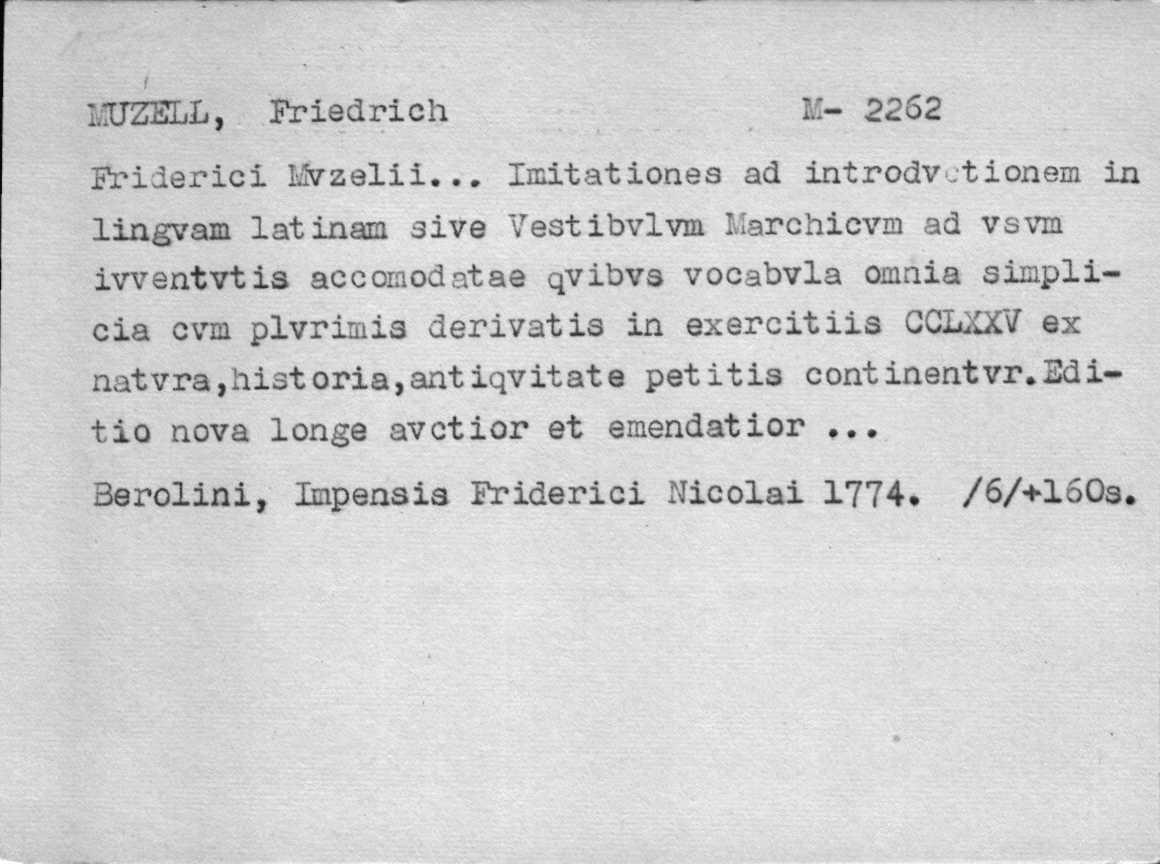 MUZELL, Friedrich M- 2262
Friderici Mvzelii... Imitationes ad introdvctionem in
lingvam latinam sive Vestibvlvm Marchicvm ad vsvm
ivventvtis accomodatae qvibvs vocabvla omnia simpli-
cia cvm plvrimis derivatis in exercitiis CCLXXV ex
natvra,historia,antiqvitate petitis continentvr.Edi-
tio nova longe avctior et emendatior ...
Berolini, Impensis Friderici Nicolai 1774. /6/+160s.